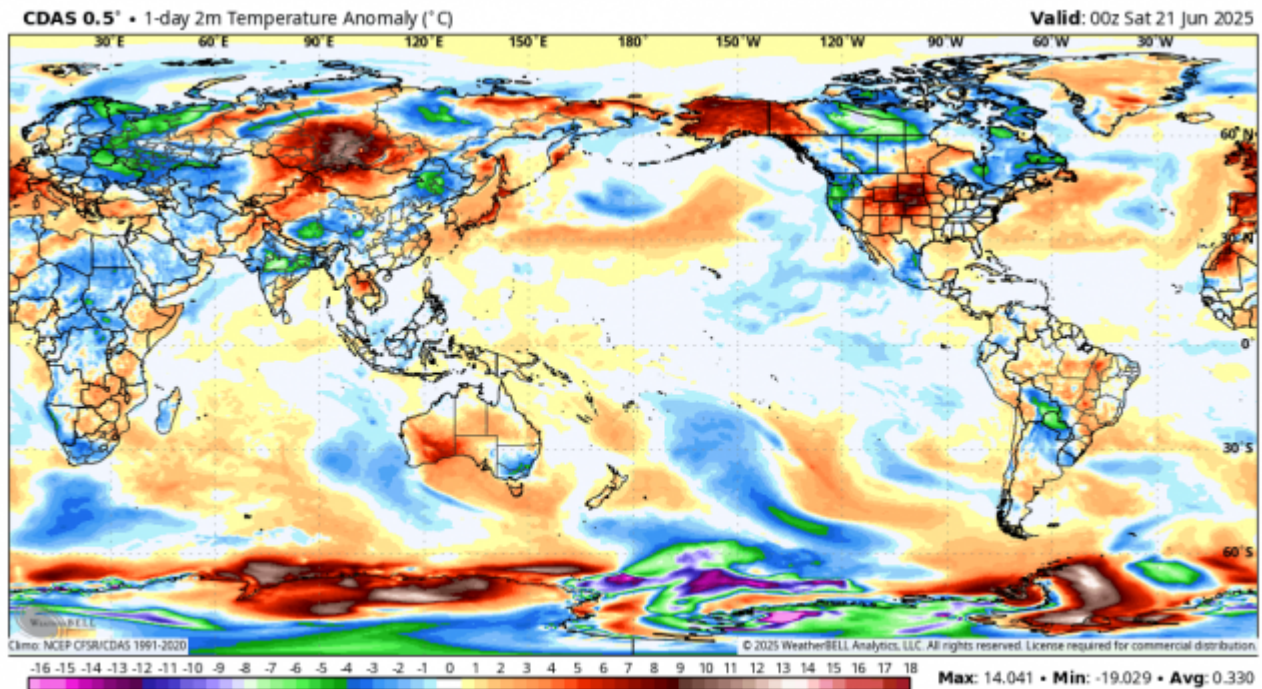 CDAS 0.5° • 1-day 2m Temperature Anomaly (°C)
Valid: 00z Sat 21 Jun 2025
30°E 60°E 90°E 120°E 150°E 180° 150°W 120°W 90°W 60°W 30°W
60°N
30°N
0°
30°S
60°S
WeatherBELL
Climo: NCEP CFSR/CDAS 1991-2020
© 2025 WeatherBELL Analytics, LLC. All rights reserved. License required for commercial distribution.
-16 -15 -14 -13 -12 -11 -10 -9 -8 -7 -6 -5 -4 -3 -2 -1 0 1 2 3 4 5 6 7 8 9 10 11 12 13 14 15 16 17 18
Max: 14.041 • Min: -19.029 • Avg: 0.330